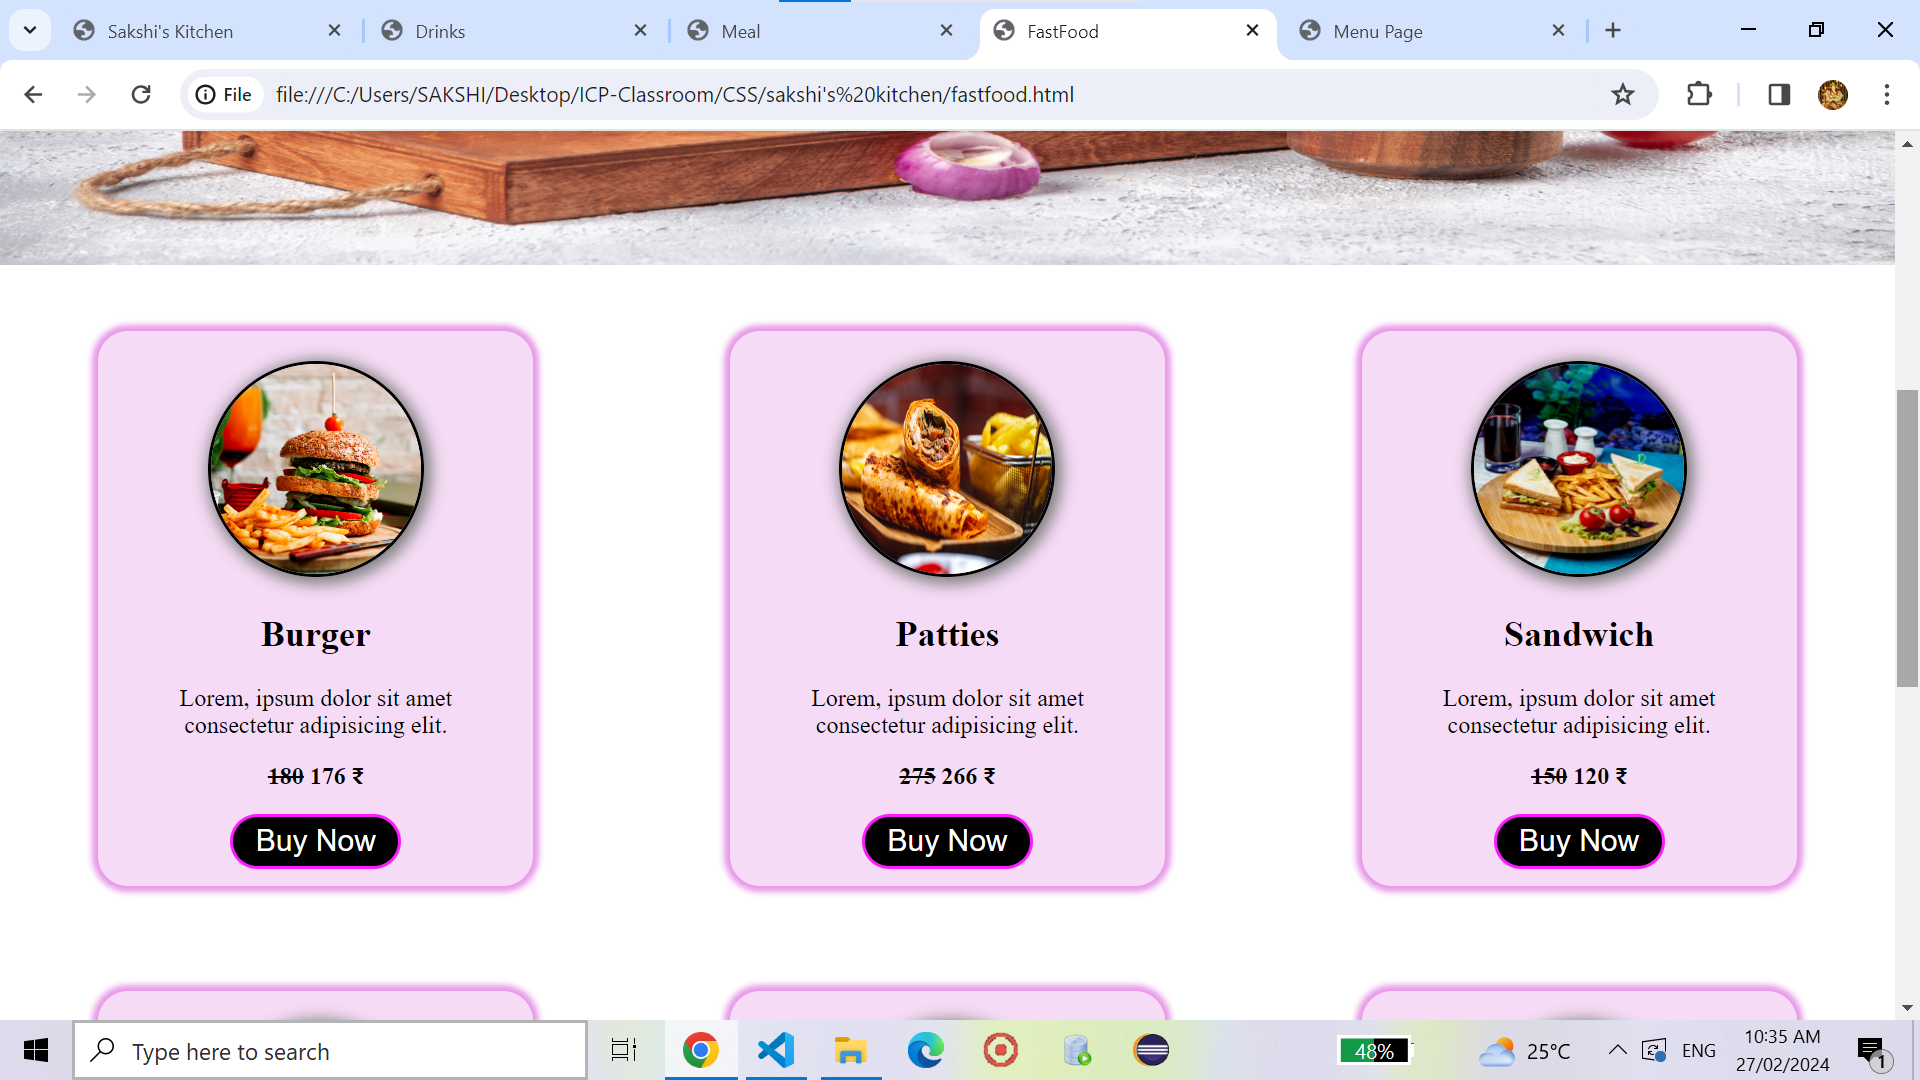 Sakshi's Kitchen
Drinks
Meal
FastFood
Menu Page
File
file:///C:/Users/SAKSHI/Desktop/ICP-Classroom/CSS/sakshi's%20kitchen/fastfood.html
Burger
Patties
Sandwich
Lorem, ipsum dolor sit amet
consectetur adipisicing elit.
Lorem, ipsum dolor sit amet
consectetur adipisicing elit.
Lorem, ipsum dolor sit amet
consectetur adipisicing elit.
180 176 ₹
275 266 ₹
150 120 ₹
Buy Now
Buy Now
Buy Now
Type here to search
48%
25°C
ENG
10:35 AM
27/02/2024
1